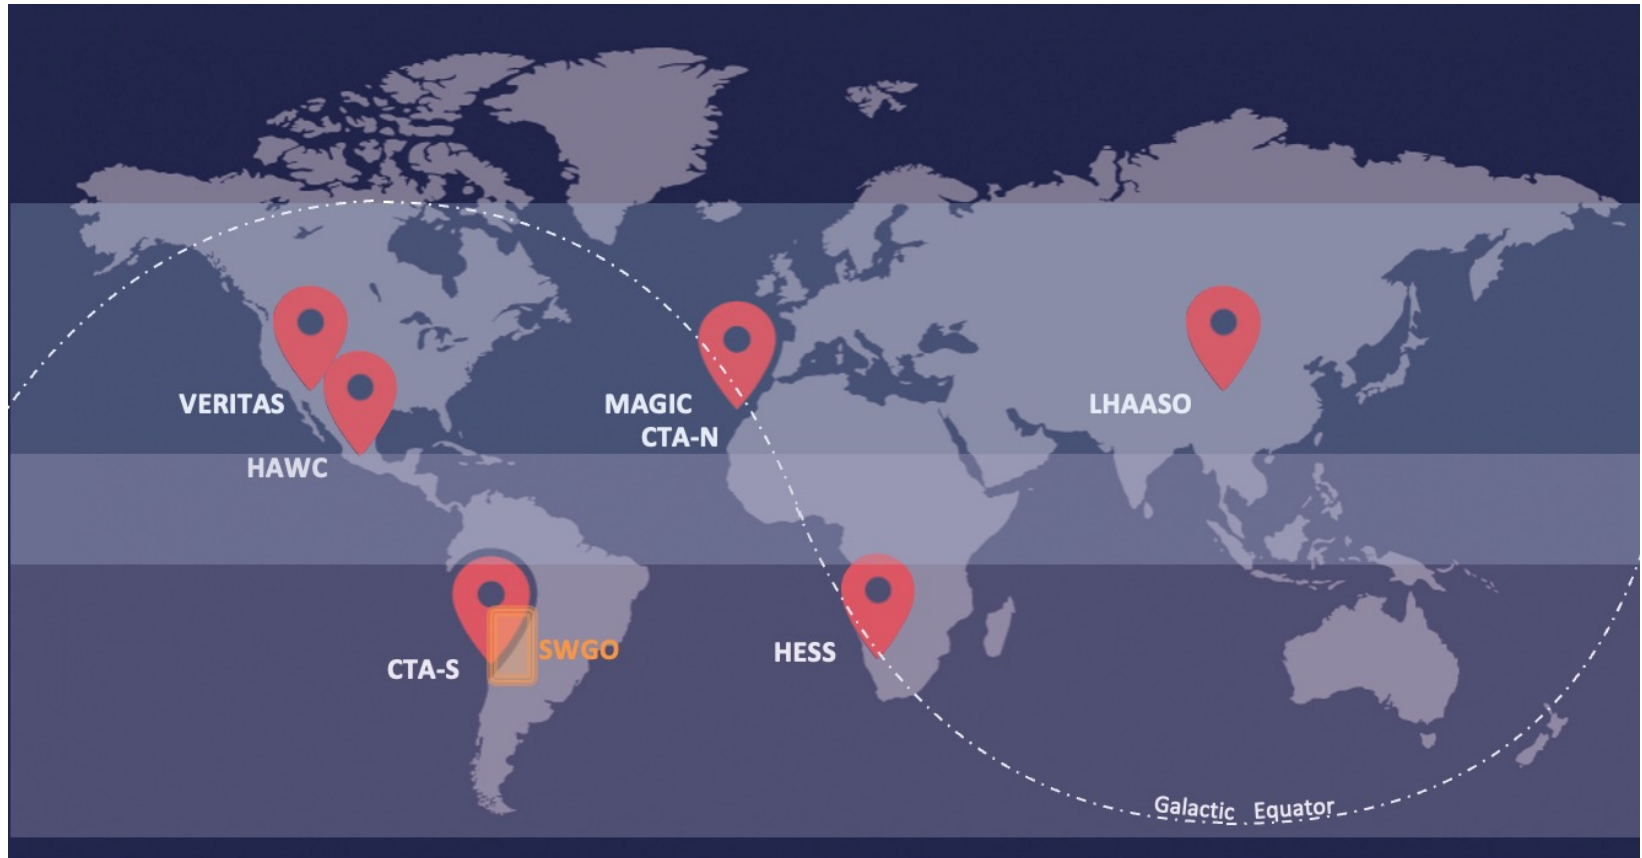 VERITAS
HAWC
MAGIC
CTA-N
LHAASO
CTA-S
SWGO
HESS
Galactic Equator